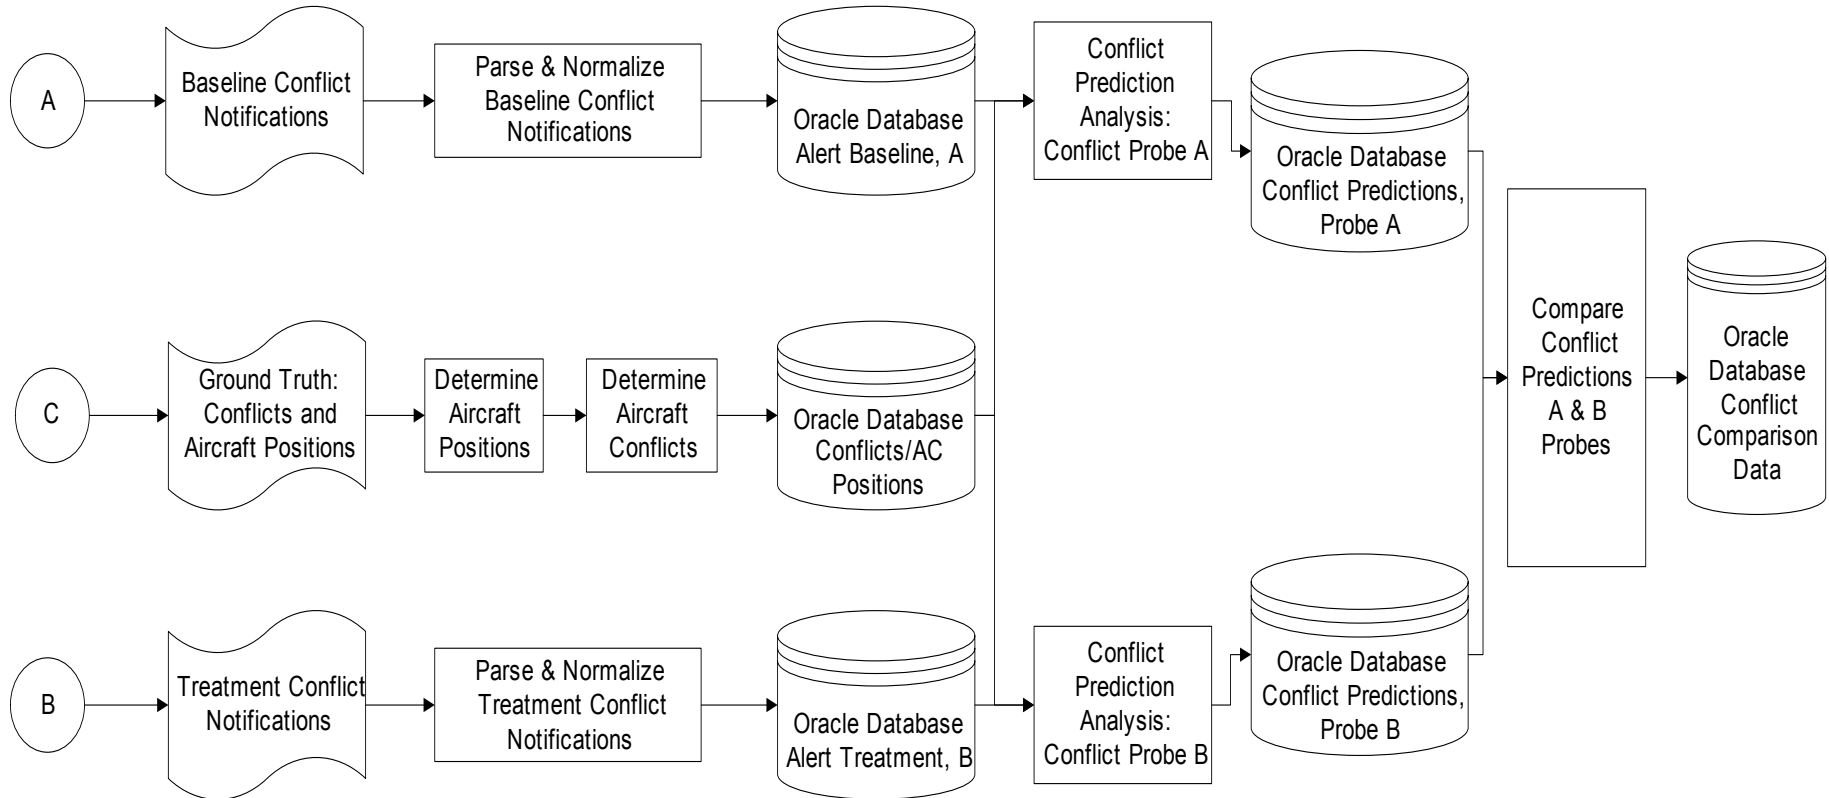 A
Baseline Conflict
Notifications
Parse & Normalize
Baseline Conflict
Notifications
Oracle Database
Alert Baseline, A
Conflict
Prediction
Analysis:
Conflict Probe A
Oracle Database
Conflict Predictions,
Probe A
C
Ground Truth:
Conflicts and
Aircraft Positions
Determine
Aircraft
Positions
Determine
Aircraft
Conflicts
Oracle Database
Conflicts/AC
Positions
Compare
Conflict
Predictions
A & B
Probes
Oracle
Database
Conflict
Comparison
Data
B
Treatment Conflict
Notifications
Parse & Normalize
Treatment Conflict
Notifications
Oracle Database
Alert Treatment, B
Conflict
Prediction
Analysis:
Conflict Probe B
Oracle Database
Conflict Predictions,
Probe B